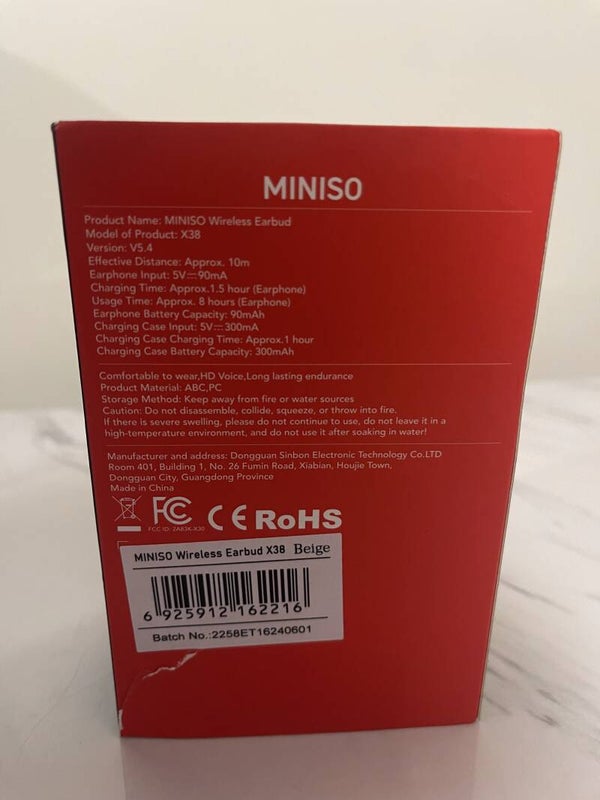 MINISO
Product Name: MINISO Wireless Earbud
Model of Product: X38
Version: V5.4
Effective Distance: Approx. 10m
Earphone Input: 5V⎓90mA
Charging Time: Approx.1.5 hour (Earphone)
Usage Time: Approx. 8 hours (Earphone)
Earphone Battery Capacity: 90mAh
Charging Case Input: 5V⎓300mA
Charging Case Charging Time: Approx.1 hour
Charging Case Battery Capacity: 300mAh
Comfortable to wear,HD Voice,Long lasting endurance
Product Material: ABC,PC
Storage Method: Keep away from fire or water sources
Caution: Do not disassemble, collide, squeeze, or throw into fire.
If there is severe swelling, please do not continue to use, do not leave it in a
high-temperature environment, and do not use it after soaking in water!
Manufacturer and address: Dongguan Sinbon Electronic Technology Co.LTD
Room 401, Building 1, No. 26 Fumin Road, Xiabian, Houjie Town,
Dongguan City, Guangdong Province
Made in China
FC CE RoHS
FCC ID: 2AB3K-X30
MINISO Wireless Earbud X38 Beige
6 925912 162216
Batch No.:2258ET16240601